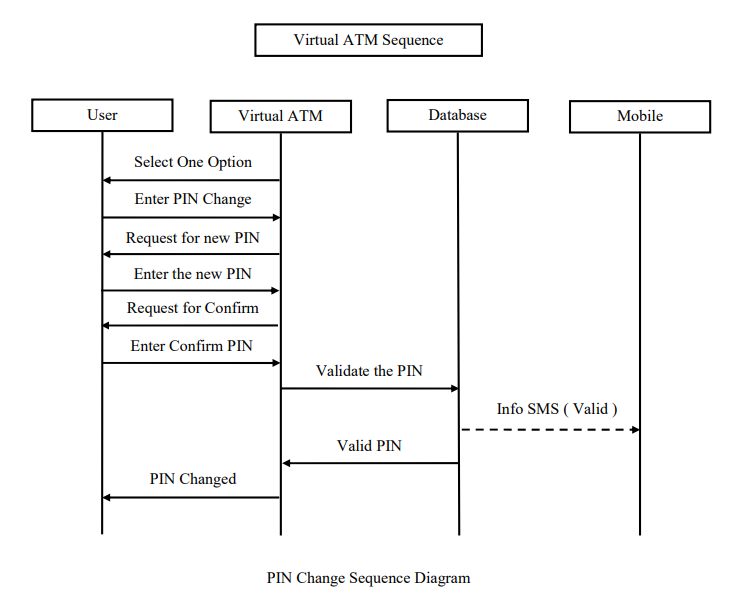 Virtual ATM Sequence
User
Virtual ATM
Database
Mobile
Select One Option
Enter PIN Change
Request for new PIN
Enter the new PIN
Request for Confirm
Enter Confirm PIN
Validate the PIN
Info SMS ( Valid )
Valid PIN
PIN Changed
PIN Change Sequence Diagram